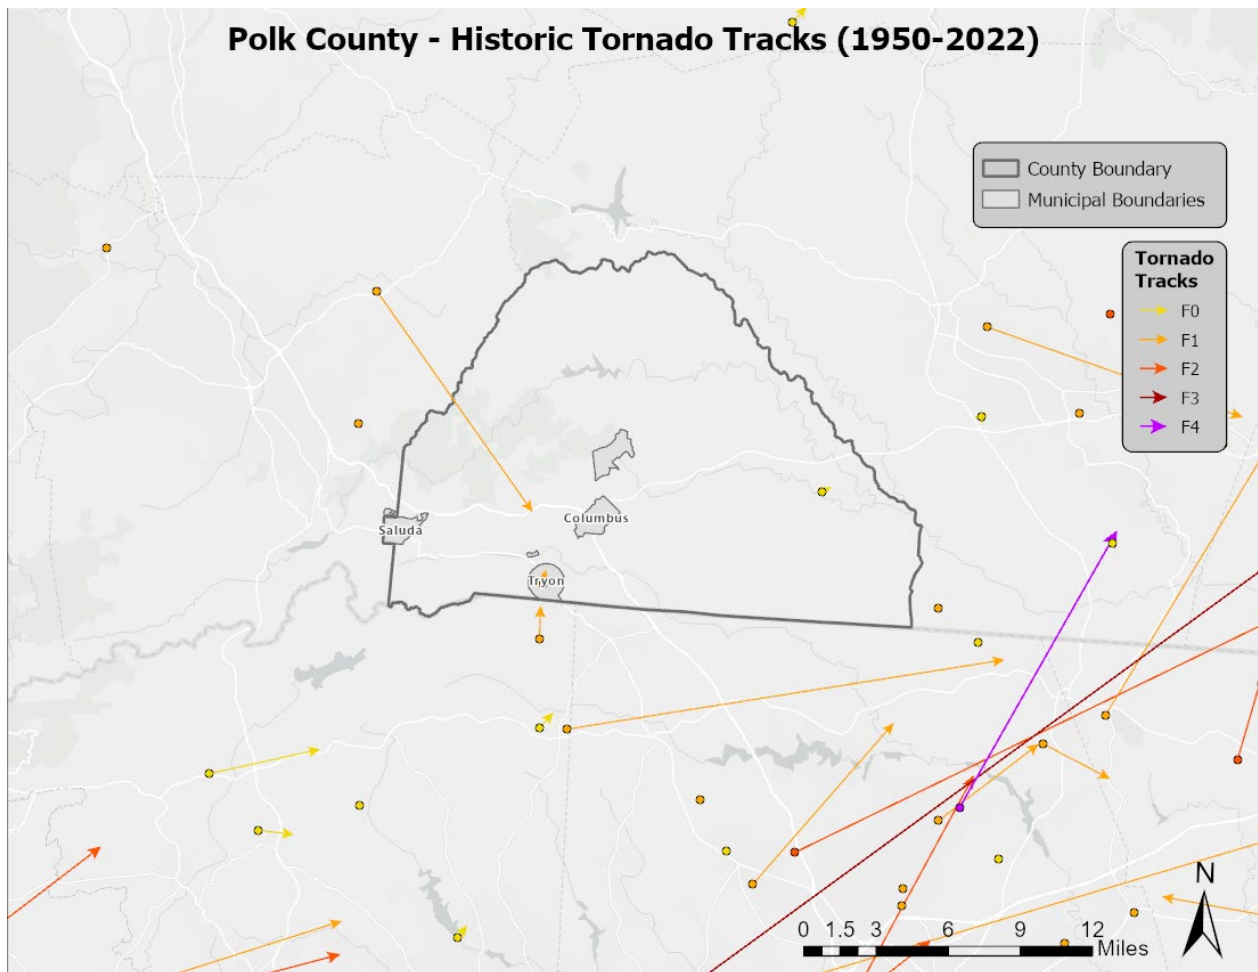 Polk County - Historic Tornado Tracks (1950-2022)
County Boundary
Municipal Boundaries
Tornado
Tracks
F0
F1
F2
F3
F4
Columbus
Saluda
Tryon
N
0 1.5 3 6 9 12
Miles